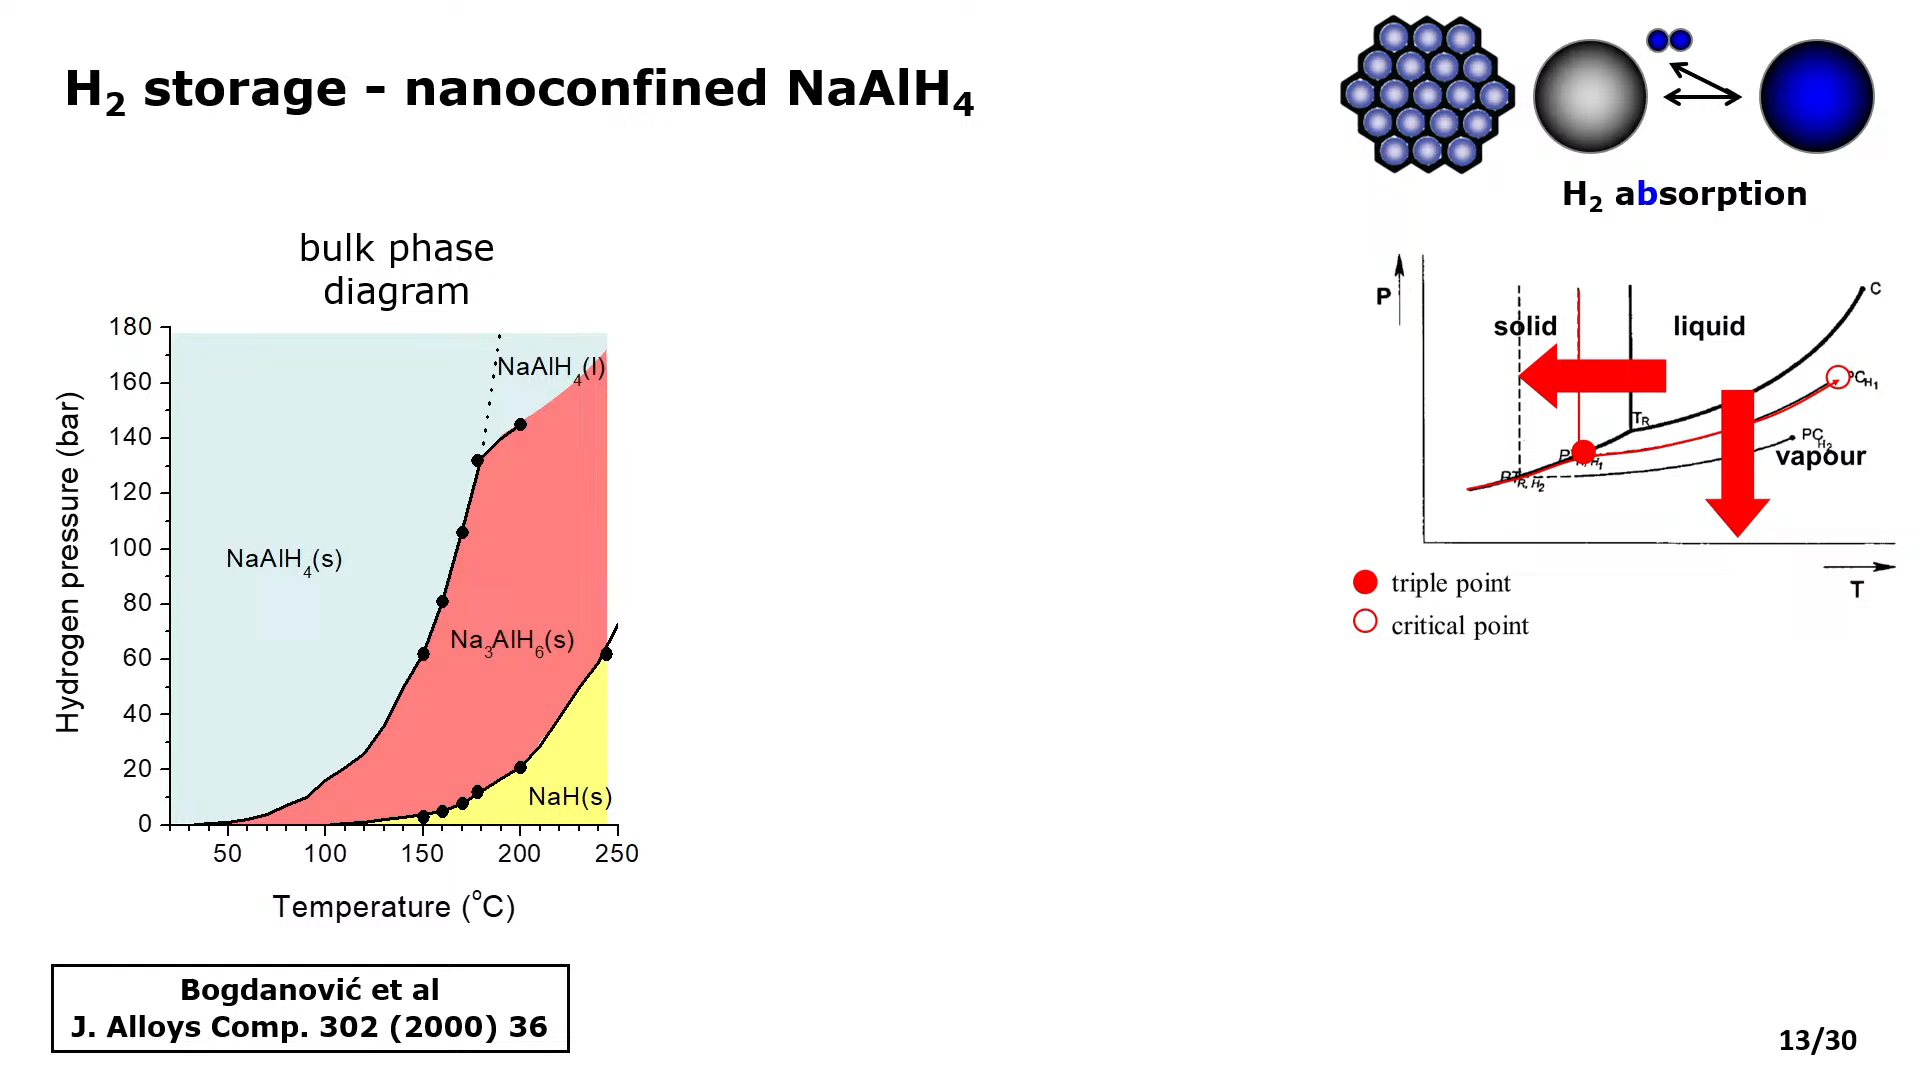 H2 storage - nanoconfined NaAlH4
H2 absorption
bulk phase
diagram
Hydrogen pressure (bar)
180
160
140
120
100
80
60
40
20
0
50 100 150 200 250
Temperature (°C)
NaAlH4(l)
NaAlH4(s)
Na3AlH6(s)
NaH(s)
P
solid
liquid
C
TR
PCH1
PCH2
vapour
T
triple point
critical point
Bogdanović et al
J. Alloys Comp. 302 (2000) 36
13/30